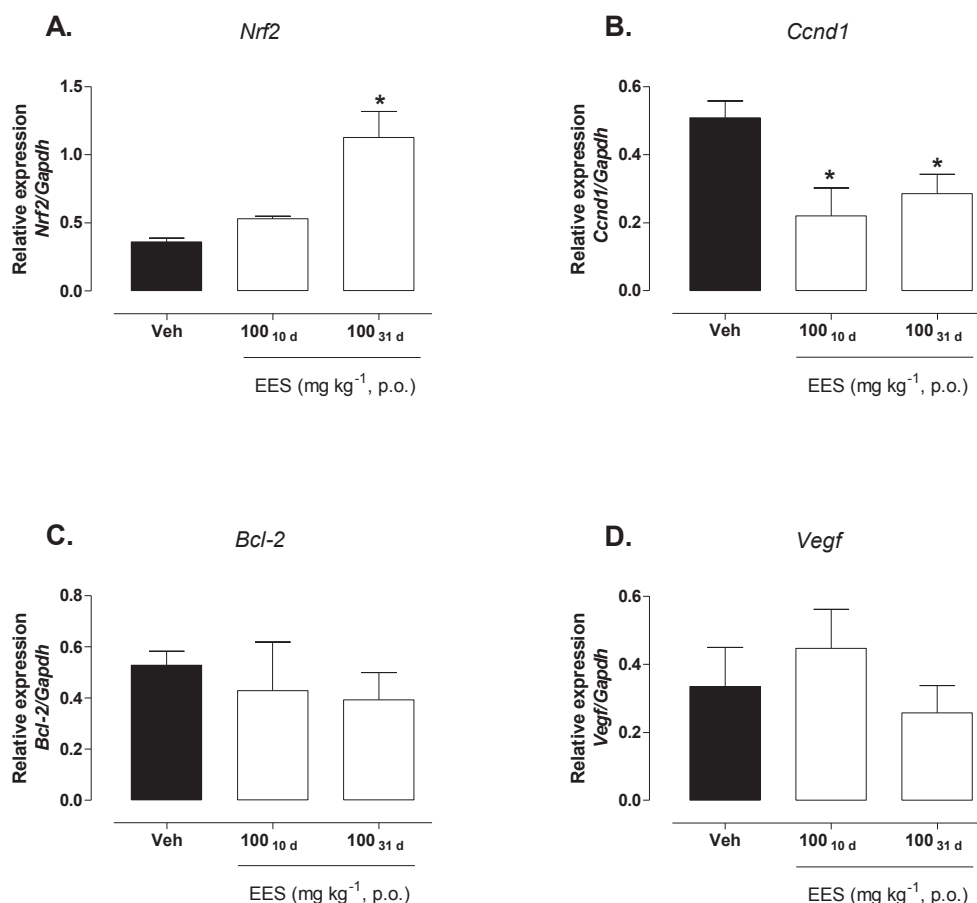 A.
Nrf2
Relative expression
Nrf2/Gapdh
1.5
1.0
0.5
0.0
*
Veh
100 10 d
100 31 d
EES (mg kg-1, p.o.)
B.
Ccnd1
Relative expression
Ccnd1/Gapdh
0.6
0.4
0.2
0.0
*
*
Veh
100 10 d
100 31 d
EES (mg kg-1, p.o.)
C.
Bcl-2
Relative expression
Bcl-2/Gapdh
0.8
0.6
0.4
0.2
0.0
Veh
100 10 d
100 31 d
EES (mg kg-1, p.o.)
D.
Vegf
Relative expression
Vegf/Gapdh
0.6
0.4
0.2
0.0
Veh
100 10 d
100 31 d
EES (mg kg-1, p.o.)